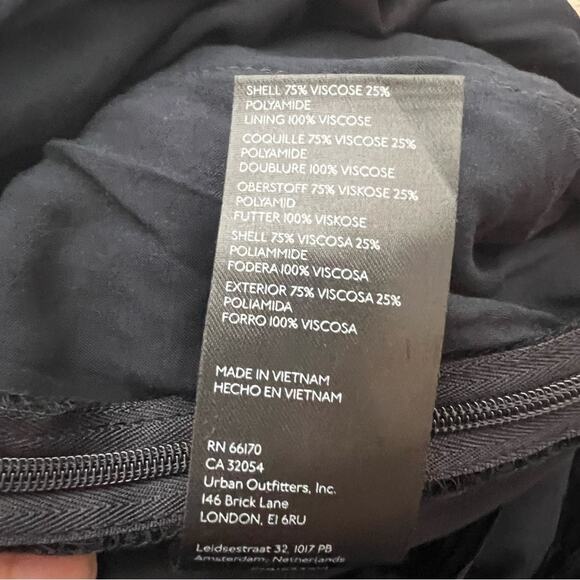 SHELL 75% VISCOSE 25%
POLYAMIDE
LINING 100% VISCOSE
COQUILLE 75% VISCOSE 25%
POLYAMIDE
DOUBLURE 100% VISCOSE
OBERSTOFF 75% VISKOSE 25%
POLYAMID
FUTTER 100% VISKOSE
SHELL 75% VISCOSA 25%
POLIAMMIDE
FODERA 100% VISCOSA
EXTERIOR 75% VISCOSA 25%
POLIAMIDA
FORRO 100% VISCOSA
MADE IN VIETNAM
HECHO EN VIETNAM
RN 66170
CA 32054
Urban Outfitters, Inc.
146 Brick Lane
LONDON, E1 6RU
Leidsestraat 32, 1017 PB
Amsterdam, Netherlands